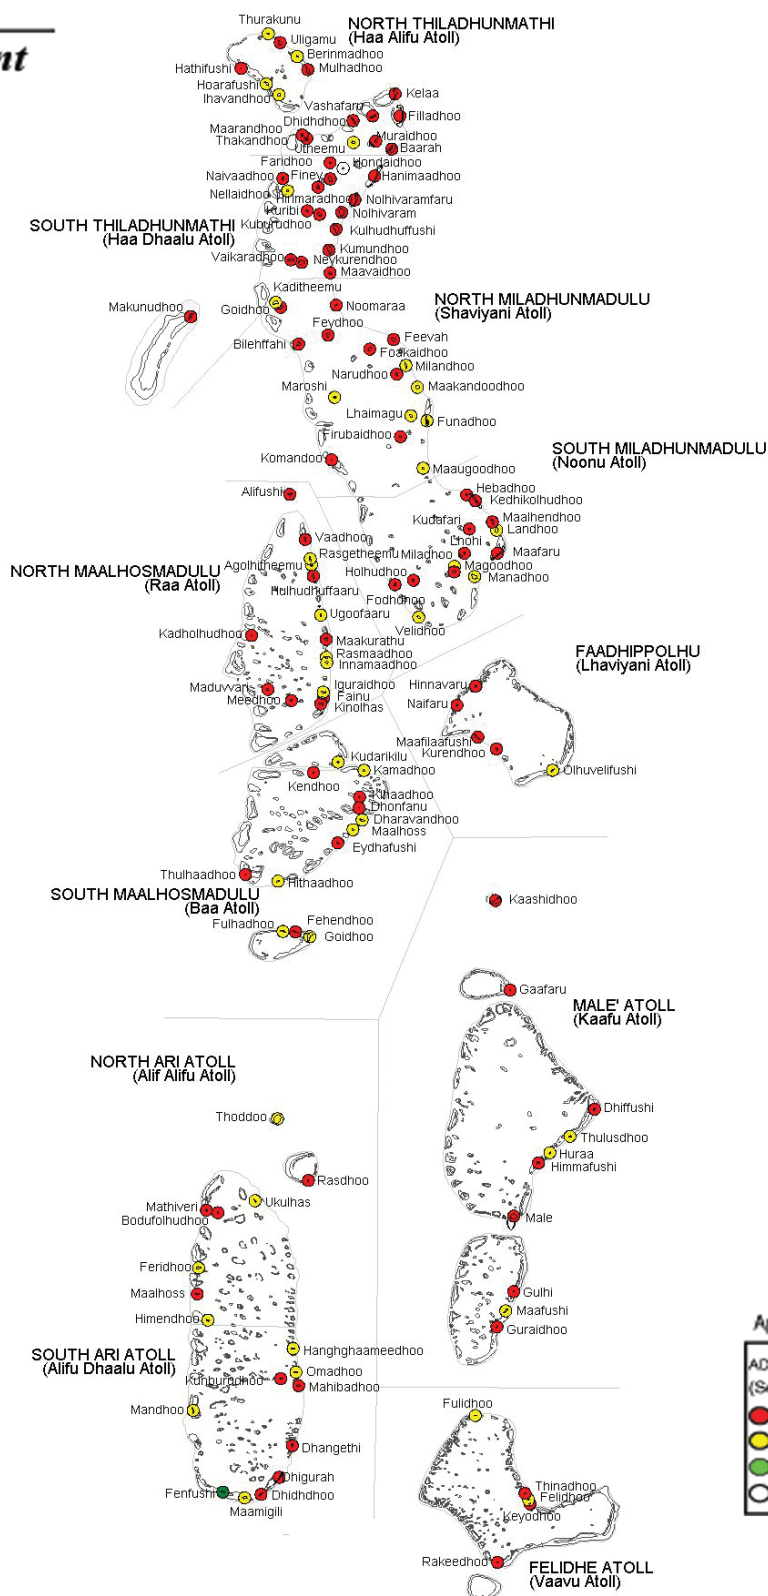 nt
Thurakunu
NORTH THILADHUNMATHI
(Haa Alifu Atoll)
Uligamu
Berinmadhoo
Hathifushi
Mulhadhoo
Hoarafushi
Ihavandhoo
Kelaa
Vashafaru
Filladhoo
Dhidhdhoo
Maarandhoo
Thakandhoo
Muraidhoo
Utheemu
Baarah
Faridhoo
Hondaidhoo
Naivaadhoo
Finey
Hanimaadhoo
Nellaidhoo
Hirimaradhoo
Nolhivaramfaru
Kuribi
Nolhivaram
SOUTH THILADHUNMATHI
(Haa Dhaalu Atoll)
Kuburudhoo
Kulhudhuffushi
Kumundhoo
Vaikaradhoo
Neykurendhoo
Maavaidhoo
Kaditheemu
NORTH MILADHUNMADULU
(Shaviyani Atoll)
Makunudhoo
Goidhoo
Noomaraa
Feydhoo
Feevah
Bilehffahi
Foakaidhoo
Milandhoo
Narudhoo
Maroshi
Maakandoodhoo
Lhaimagu
Funadhoo
Firubaidhoo
SOUTH MILADHUNMADULU
(Noonu Atoll)
Komandoo
Maaugoodhoo
Alifushi
Hebadhoo
Kedhikolhudhoo
Kudafari
Maalhendhoo
Landhoo
Vaadhoo
Lhohi
Rasgetheemu
Miladhoo
Maafaru
NORTH MAALHOSMADULU
(Raa Atoll)
Agolhitheemu
Holhudhoo
Magoodhoo
Manadhoo
Hulhudhuffaaru
Fodhdhoo
Ugoofaaru
Velidhoo
Kadholhudhoo
Maakurathu
FAADHIPPOLHU
(Lhaviyani Atoll)
Rasmaadhoo
Innamaadhoo
Maduvvari
Iguraidhoo
Hinnavaru
Meedhoo
Fainu
Kinolhas
Naifaru
Maafilaafushi
Kurendhoo
Kudarikilu
Kamadhoo
Olhuvelifushi
Kendhoo
Kihaadhoo
Dhonfanu
Dharavandhoo
Maalhoss
Eydhafushi
Thulhaadhoo
Hithaadhoo
SOUTH MAALHOSMADULU
(Baa Atoll)
Kaashidhoo
Fulhadhoo
Fehendhoo
Goidhoo
Gaafaru
MALE' ATOLL
(Kaafu Atoll)
NORTH ARI ATOLL
(Alif Alifu Atoll)
Thoddoo
Dhiffushi
Thulusdhoo
Huraa
Himmafushi
Rasdhoo
Mathiveri
Ukulhas
Bodufolhudhoo
Male
Feridhoo
Maalhoss
Gulhi
Himendhoo
Maafushi
Guraidhoo
SOUTH ARI ATOLL
(Alifu Dhaalu Atoll)
Hanghghaameedhoo
Omadhoo
Kunburudhoo
Mahibadhoo
Mandhoo
Fulidhoo
Dhangethi
Dhigurah
Fenfushi
Dhidhdhoo
Maamigili
Thinadhoo
Felidhoo
Keyodhoo
Rakeedhoo
FELIDHE ATOLL
(Vaavu Atoll)